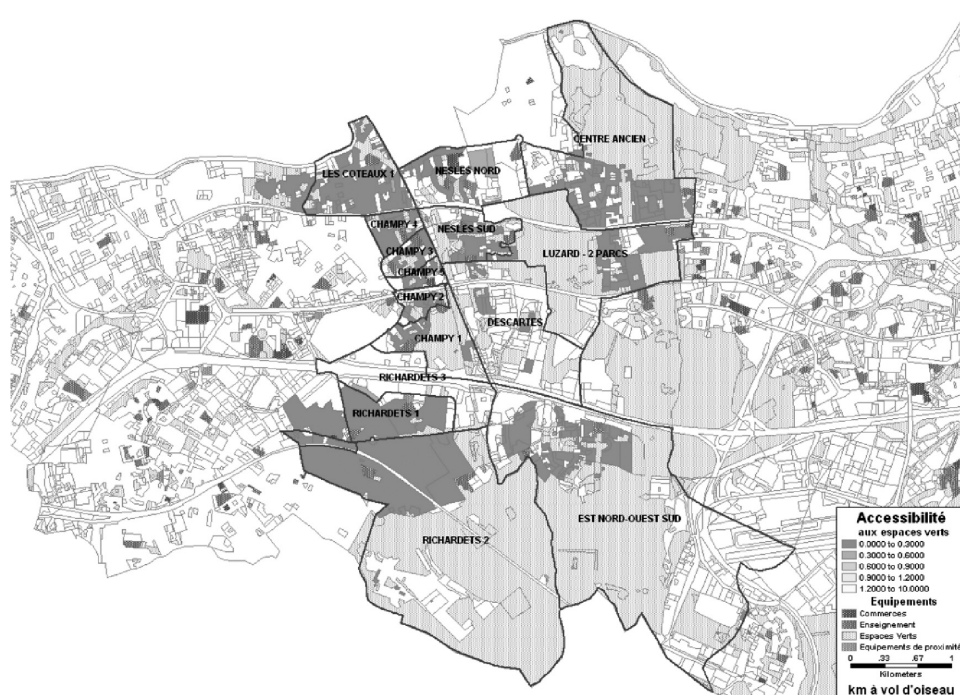 CENTRE ANCIEN
LES COTEAUX 1
NESLES NORD
CHAMPY 4
NESLES SUD
CHAMPY 3
LUZARD - 2 PARCS
CHAMPY 5
CHAMPY 2
DESCARTES
CHAMPY 1
RICHARDETS 3
RICHARDETS 1
EST NORD-OUEST SUD
RICHARDETS 2
Accessibilité
aux espaces verts
0.0000 to 0.3000
0.3000 to 0.6000
0.6000 to 0.9000
0.9000 to 1.2000
1.2000 to 10.0000
Equipements
Commerces
Enseignement
Espaces Verts
Equipements de proximité
0 .33 .67 1
Kilometers
km à vol d'oiseau